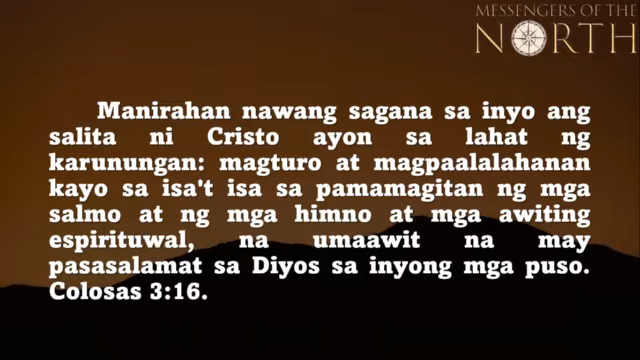 MESSENGERS OF THE
NORTH
Manirahan nawang sagana sa inyo ang
salita ni Cristo ayon sa lahat ng
karunungan: magturo at magpaalalahanan
kayo sa isa't isa sa pamamagitan ng mga
salmo at ng mga himno at mga awiting
espirituwal, na umaawit na may
pasasalamat sa Diyos sa inyong mga puso.
Colosas 3:16.